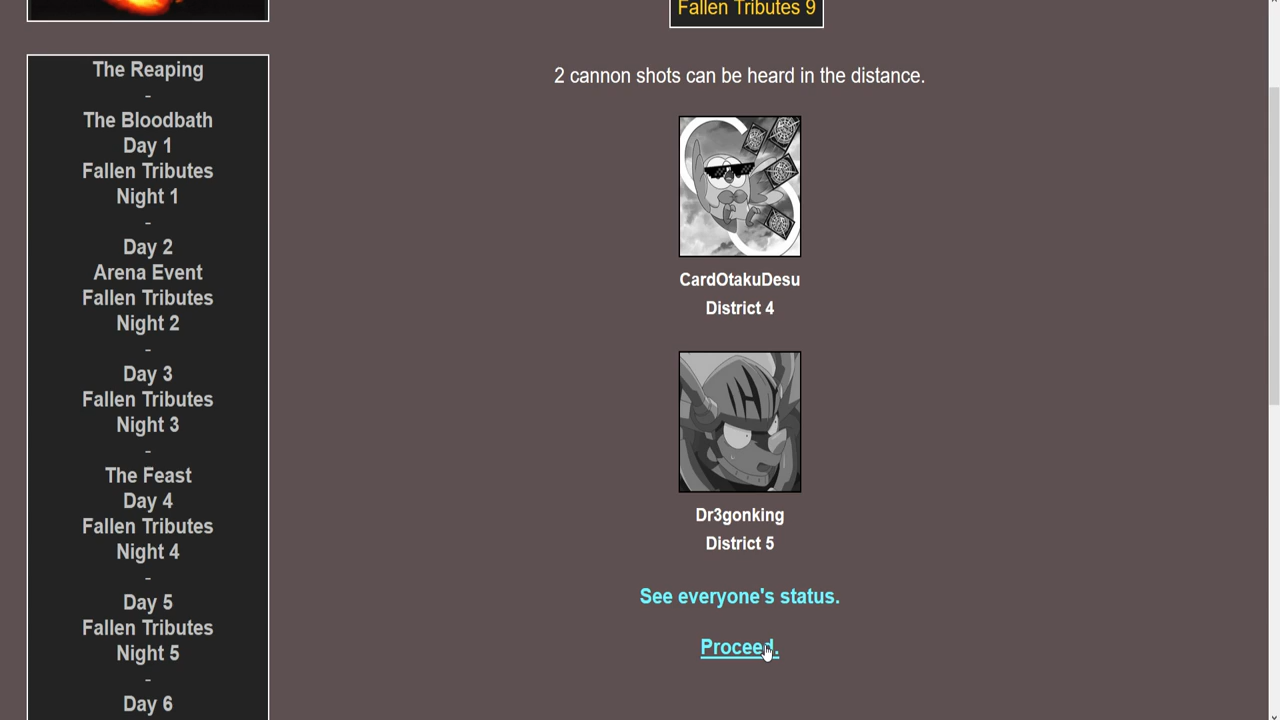 Fallen Tributes 9
The Reaping
-
The Bloodbath
Day 1
Fallen Tributes
Night 1
-
Day 2
Arena Event
Fallen Tributes
Night 2
-
Day 3
Fallen Tributes
Night 3
-
The Feast
Day 4
Fallen Tributes
Night 4
-
Day 5
Fallen Tributes
Night 5
-
Day 6
2 cannon shots can be heard in the distance.
CardOtakuDesu
District 4
Dr3gonking
District 5
See everyone's status.
Proceed.